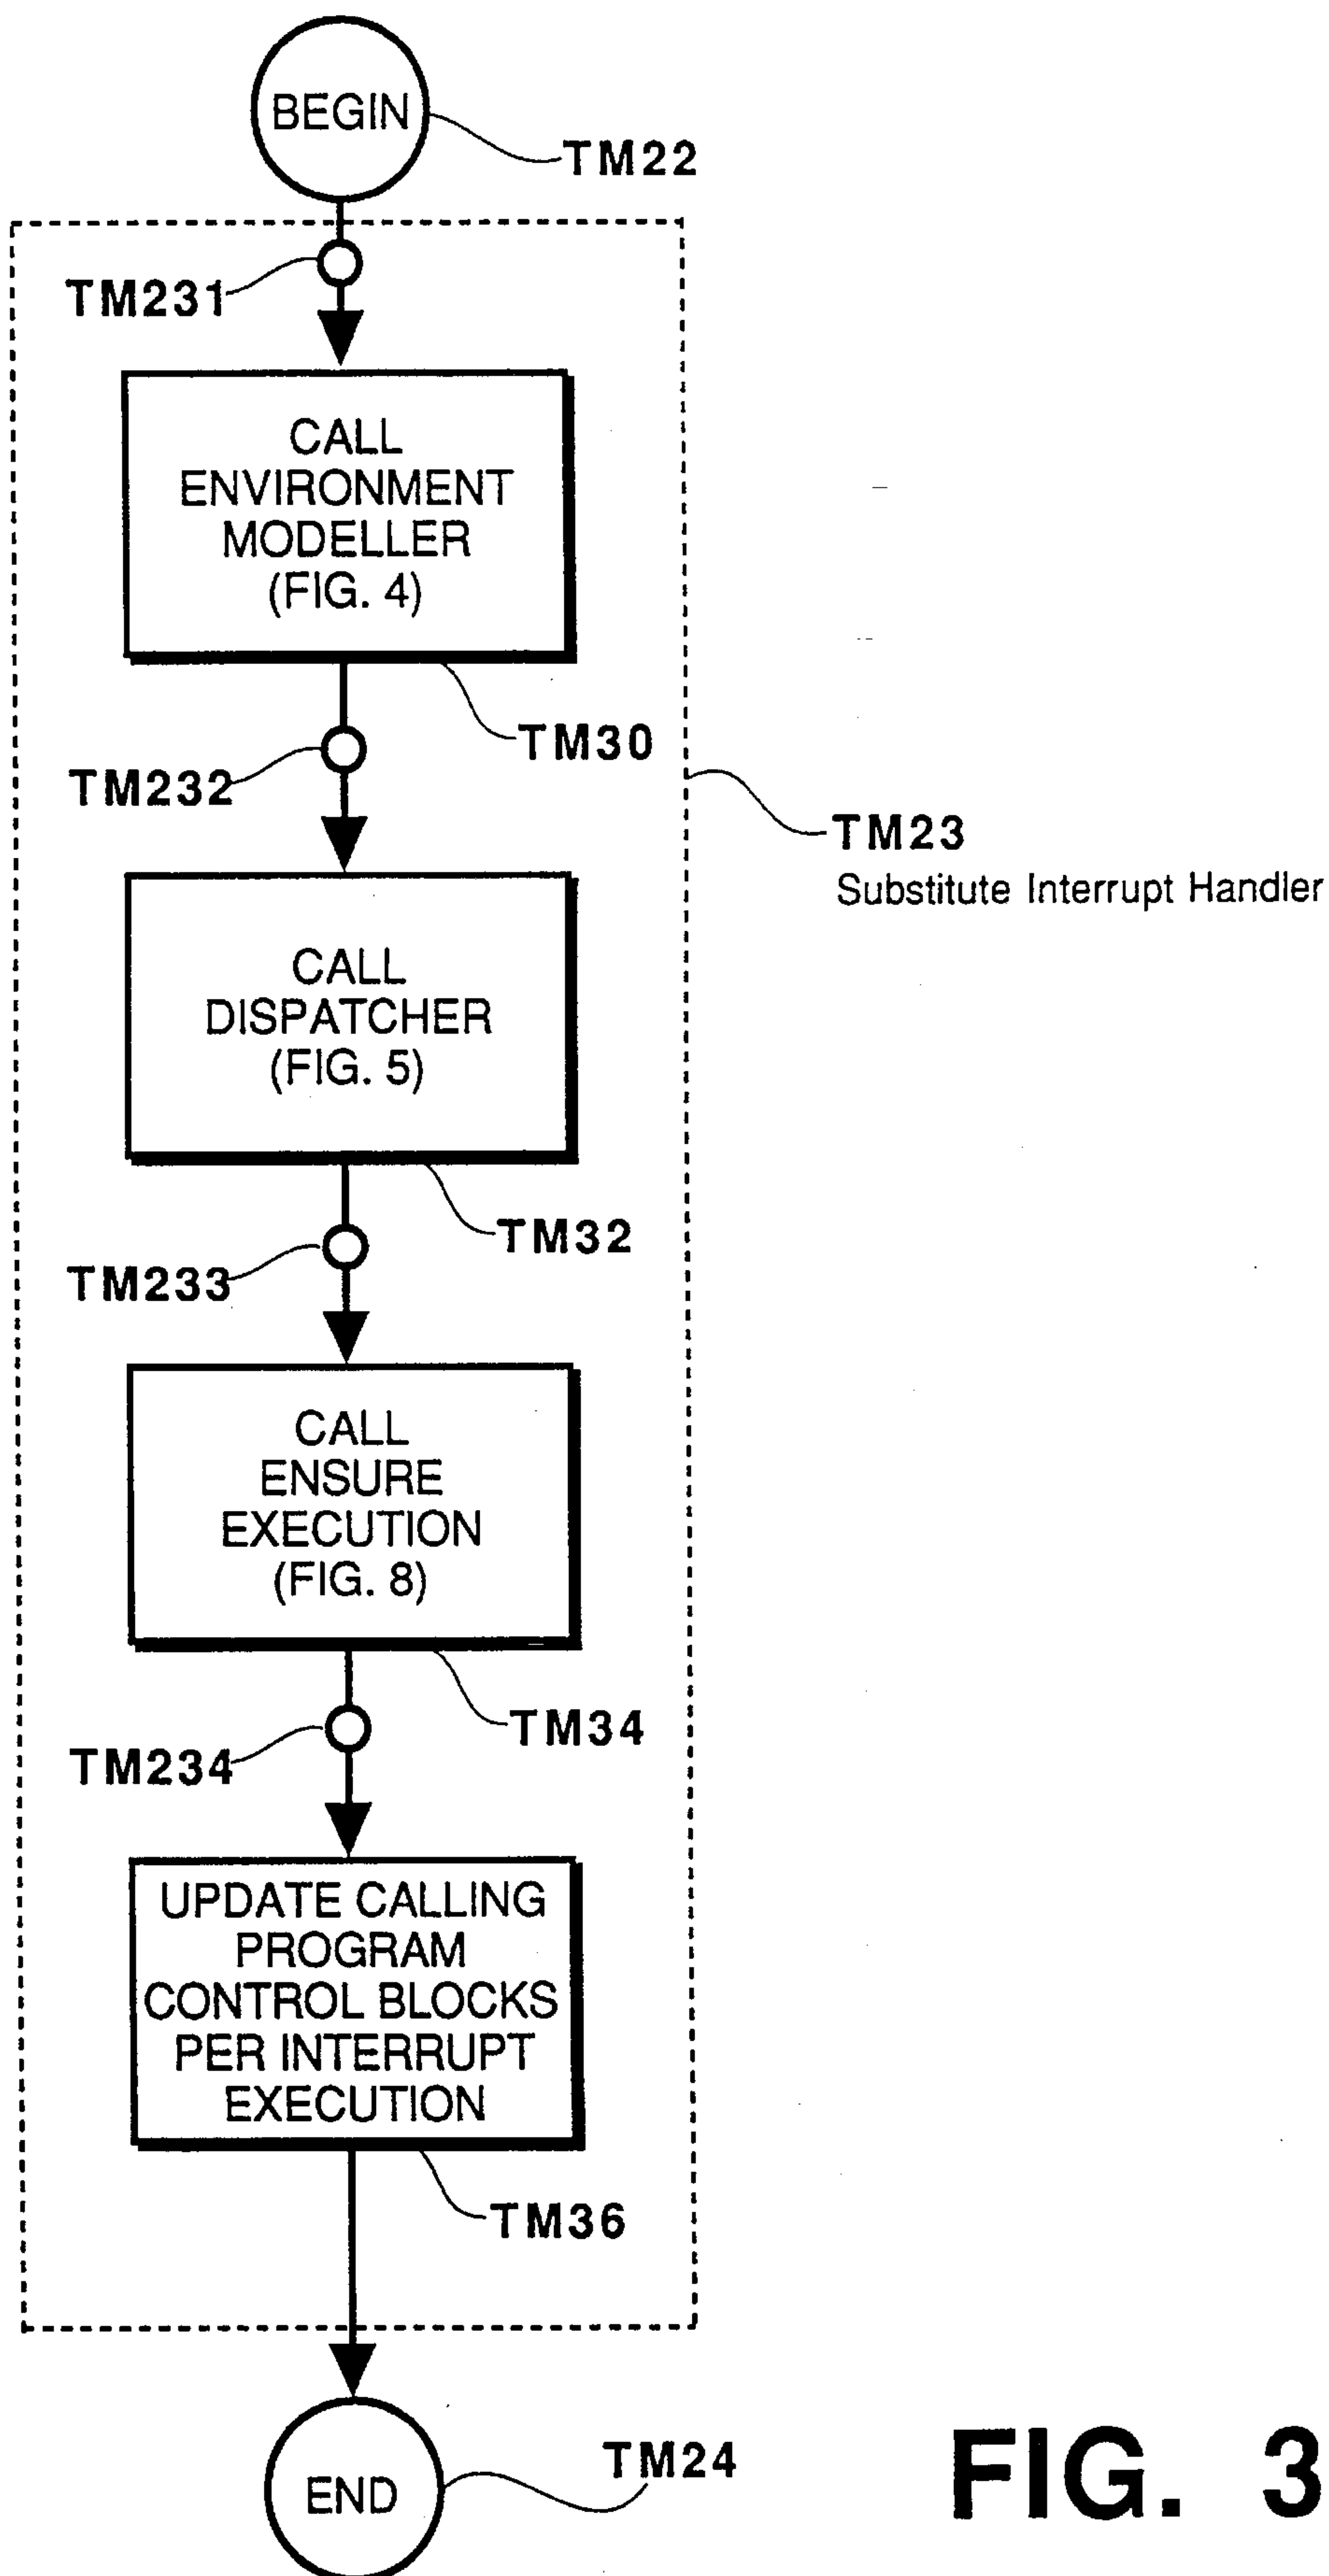 BEGIN
TM22
TM231
CALL
ENVIRONMENT
MODELLER
(FIG. 4)
TM30
TM232
TM23
Substitute Interrupt Handler
CALL
DISPATCHER
(FIG. 5)
TM32
TM233
CALL
ENSURE
EXECUTION
(FIG. 8)
TM34
TM234
UPDATE CALLING
PROGRAM
CONTROL BLOCKS
PER INTERRUPT
EXECUTION
TM36
TM24
END
FIG. 3